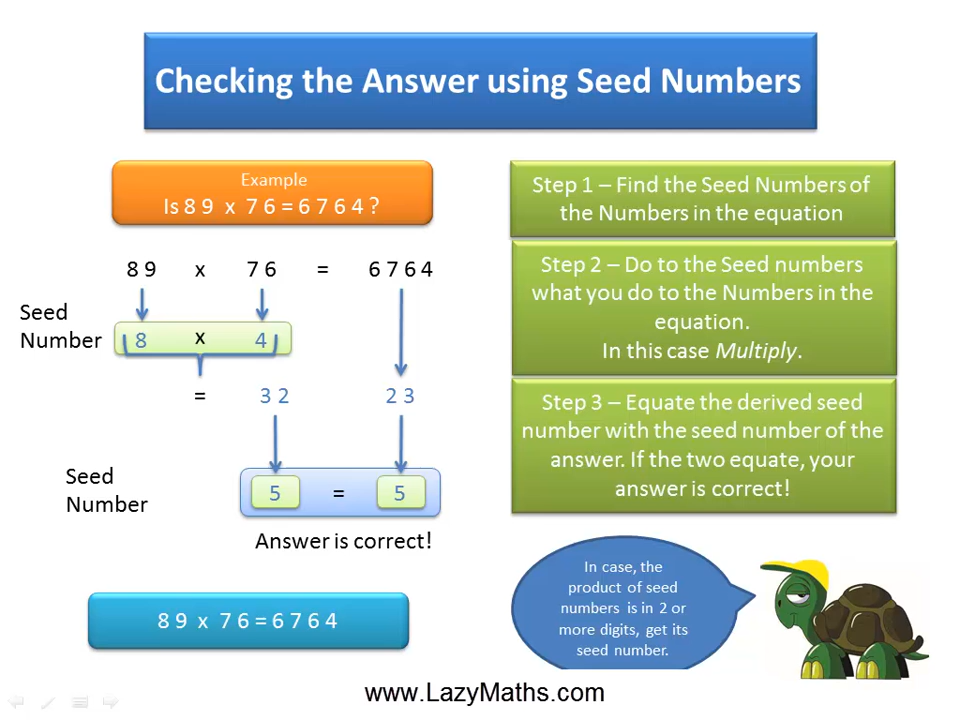 Checking the Answer using Seed Numbers
Example
Is 8 9 x 7 6 = 6 7 6 4 ?
8 9 x 7 6 = 6 7 6 4
Seed
Number
8 x 4
= 3 2 2 3
Seed
Number
5 = 5
Answer is correct!
8 9 x 7 6 = 6 7 6 4
Step 1 – Find the Seed Numbers of
the Numbers in the equation
Step 2 – Do to the Seed numbers
what you do to the Numbers in the
equation.
In this case Multiply.
Step 3 – Equate the derived seed
number with the seed number of the
answer. If the two equate, your
answer is correct!
In case, the
product of seed
numbers is in 2 or
more digits, get its
seed number.
www.LazyMaths.com